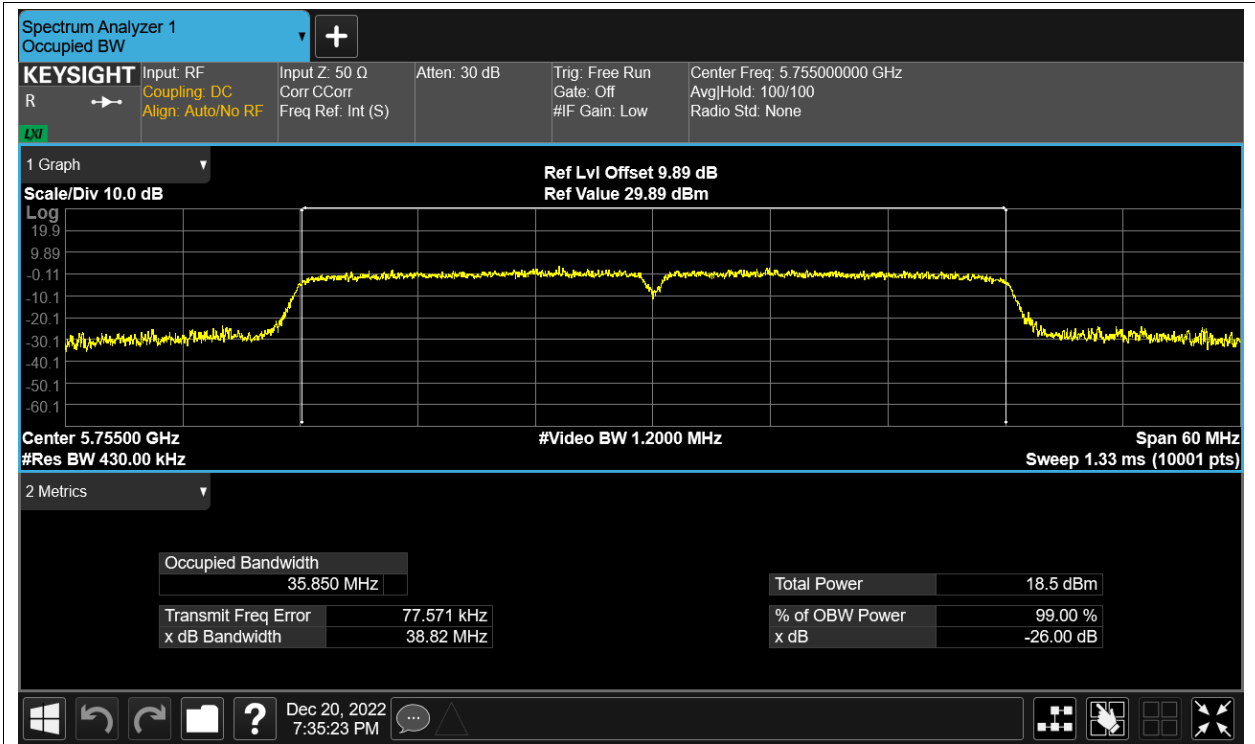 Spectrum Analyzer 1
Occupied BW
KEYSIGHT
R
LXI
Input: RF
Coupling: DC
Align: Auto/No RF
Input Z: 50 Ω
Corr CCorr
Freq Ref: Int (S)
Atten: 30 dB
Trig: Free Run
Gate: Off
#IF Gain: Low
Center Freq: 5.755000000 GHz
Avg|Hold: 100/100
Radio Std: None
1 Graph
Scale/Div 10.0 dB
Ref Lvl Offset 9.89 dB
Ref Value 29.89 dBm
Log
19.9
9.89
-0.11
-10.1
-20.1
-30.1
-40.1
-50.1
-60.1
Center 5.75500 GHz
#Res BW 430.00 kHz
#Video BW 1.2000 MHz
Span 60 MHz
Sweep 1.33 ms (10001 pts)
2 Metrics
Occupied Bandwidth
35.850 MHz
Transmit Freq Error 77.571 kHz
x dB Bandwidth 38.82 MHz
Total Power 18.5 dBm
% of OBW Power 99.00 %
x dB -26.00 dB
?
Dec 20, 2022
7:35:23 PM